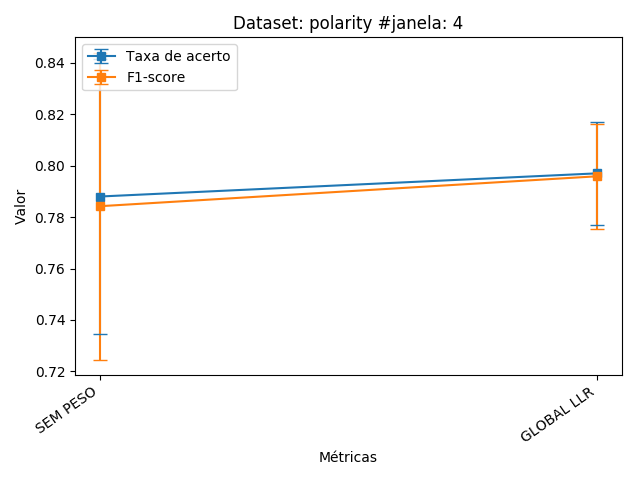 Dataset: polarity #janela: 4
Taxa de acerto
F1-score
0.84
0.82
0.80
0.78
0.76
0.74
0.72
Valor
SEM PESO
GLOBAL LLR
Métricas